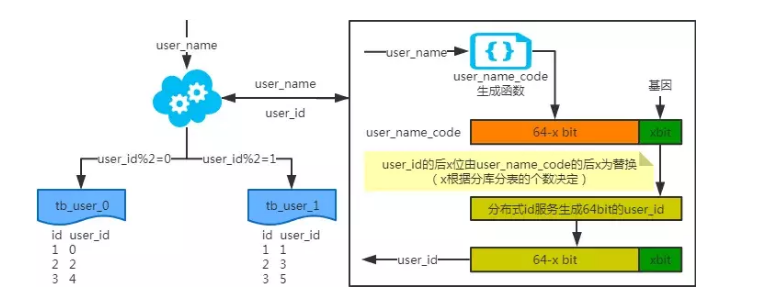 user_name
user_name
user_id
user_id%2=0
user_id%2=1
tb_user_0
tb_user_1
id user_id
1 0
2 2
3 4
id user_id
1 1
2 3
3 5
user_name
{}
user_name_code
生成函数
基因
user_name_code
64-x bit
xbit
user_id的后x位由user_name_code的后x为替换
（x根据分库分表的个数决定）
分布式id服务生成64bit的user_id
user_id
64-x bit
xbit